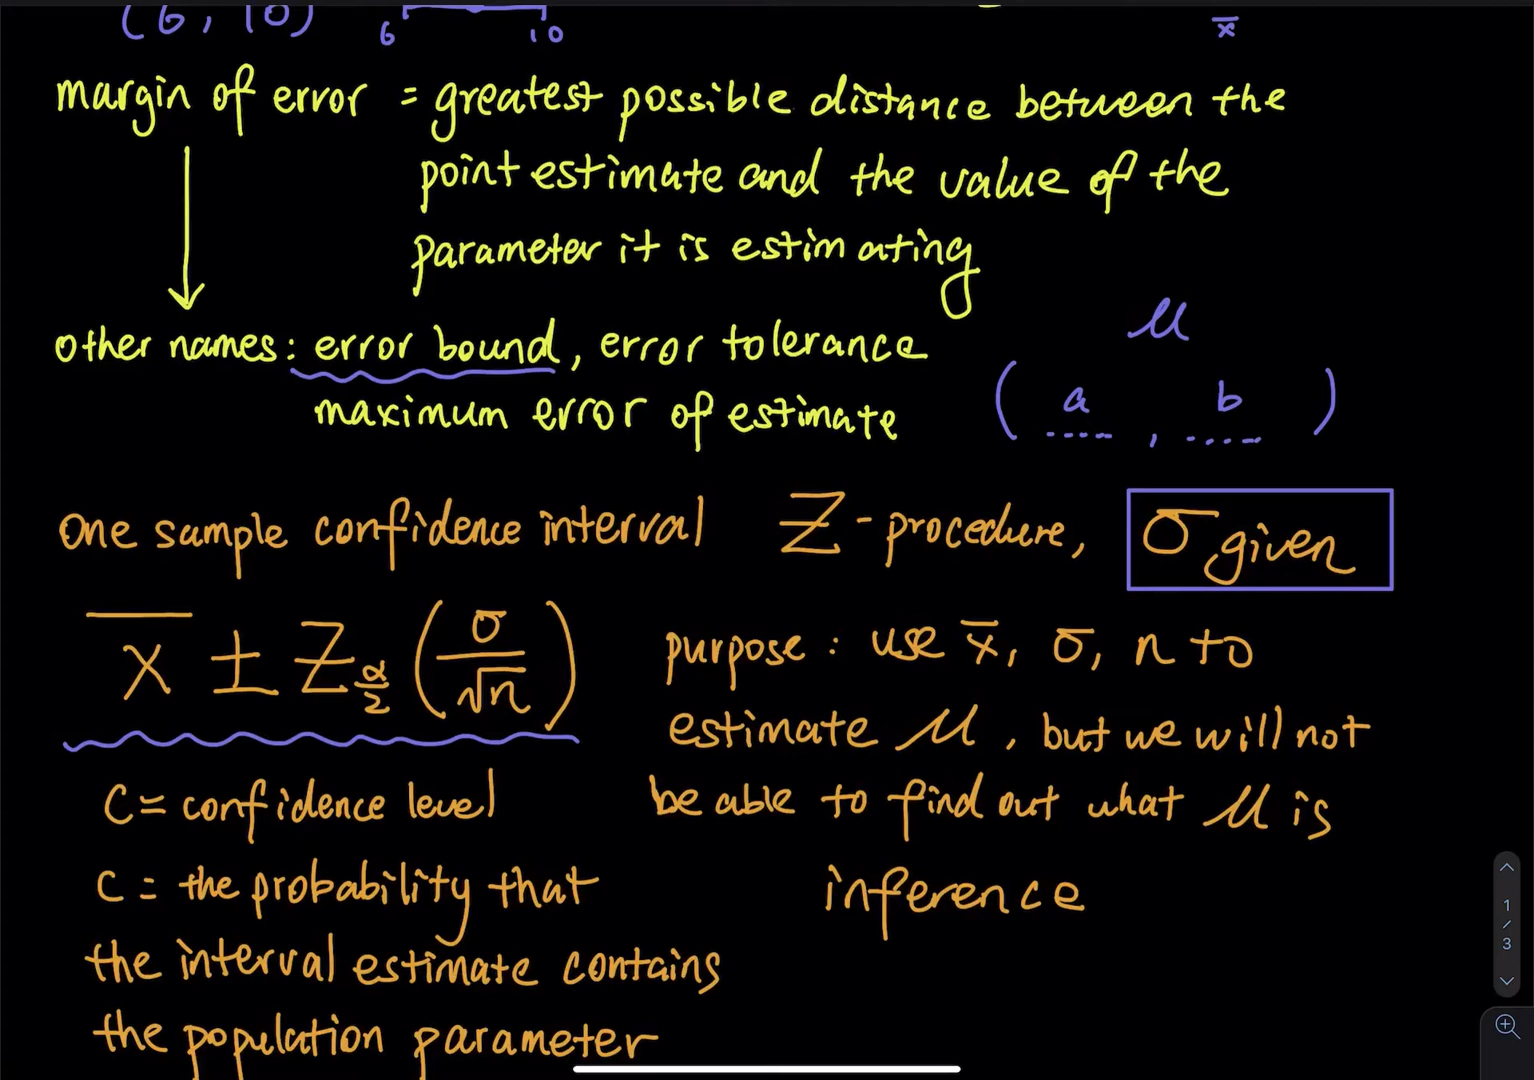 (6, 10) 6 10 x̄
margin of error = greatest possible distance between the
point estimate and the value of the
parameter it is estimating
μ
other names: error bound, error tolerance
( a , b )
maximum error of estimate
One sample confidence interval Z-procedure, σ given
x̄ ± Z_{α/2} (σ/√n)
purpose: use x̄, σ, n to
estimate μ, but we will not
C = confidence level
be able to find out what μ is
C = the probability that
inference
the interval estimate contains
the population parameter
1
/
3